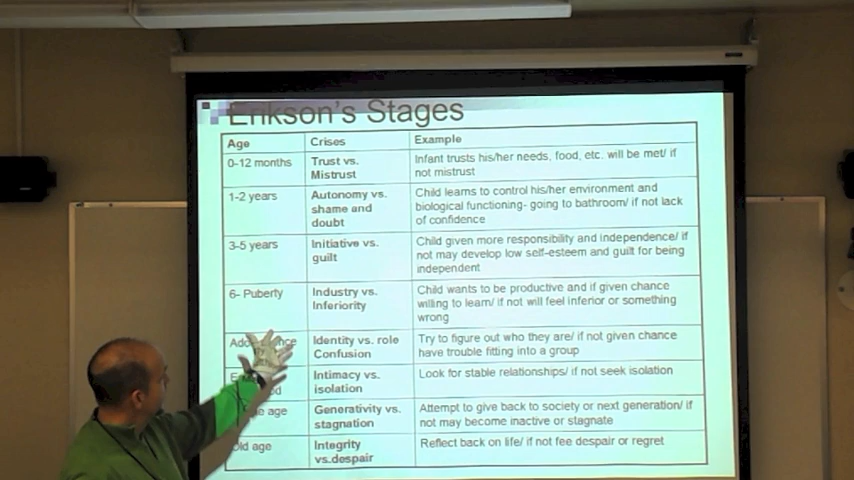 Erikson's Stages
Age Crises Example
0-12 months Trust vs. Mistrust Infant trusts his/her needs, food, etc. will be met/ if not mistrust
1-2 years Autonomy vs. shame and doubt Child learns to control his/her environment and biological functioning- going to bathroom/ if not lack of confidence
3-5 years Initiative vs. guilt Child given more responsibility and independence/ if not may develop low self-esteem and guilt for being independent
6- Puberty Industry vs. Inferiority Child wants to be productive and if given chance willing to learn/ if not will feel inferior or something wrong
Identity vs. role Confusion Try to figure out who they are/ if not given chance have trouble fitting into a group
Intimacy vs. isolation Look for stable relationships/ if not seek isolation
age Generativity vs. stagnation Attempt to give back to society or next generation/ if not may become inactive or stagnate
Old age Integrity vs.despair Reflect back on life/ if not fee despair or regret